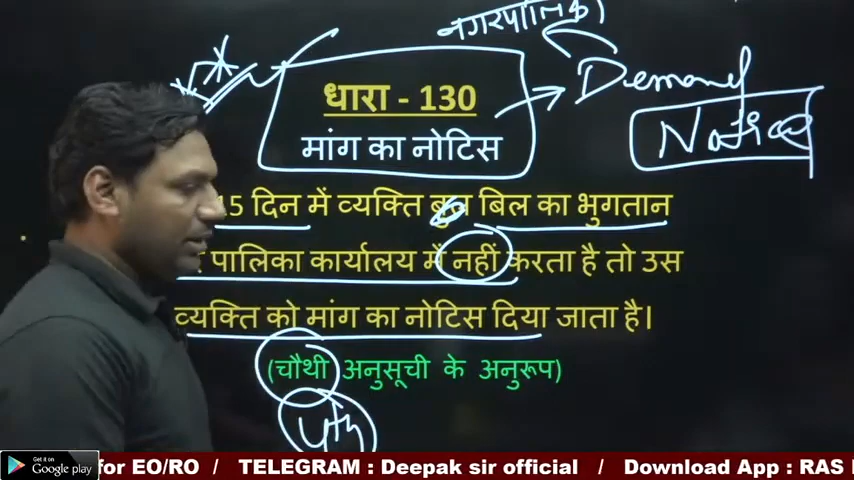 नगरपालिका
Demand
Notice
धारा - 130
मांग का नोटिस
15 दिन में व्यक्ति बिल का भुगतान
पालिका कार्यालय में नहीं करता है तो उस
व्यक्ति को मांग का नोटिस दिया जाता है।
(चौथी अनुसूची के अनुरूप)
4th
GET IT ON
Google play
for EO/RO / TELEGRAM : Deepak sir official / Download App : RAS